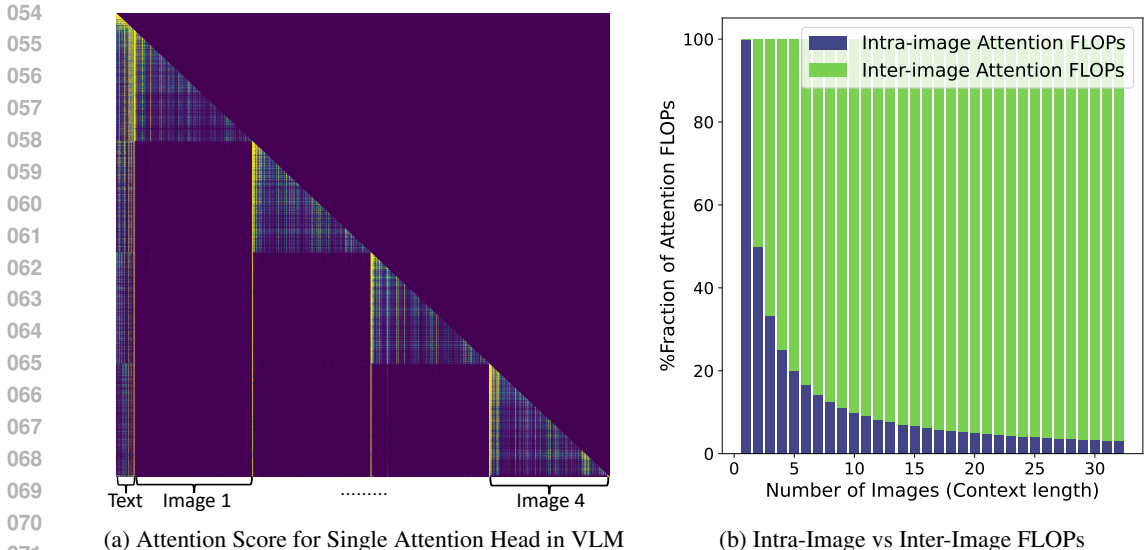 054
055
056
057
058
059
060
061
062
063
064
065
066
067
068
069
070
Text
Image 1
.........
Image 4
(a) Attention Score for Single Attention Head in VLM
Intra-image Attention FLOPs
Inter-image Attention FLOPs
%Fraction of Attention FLOPs
100
80
60
40
20
0
0 5 10 15 20 25 30
Number of Images (Context length)
(b) Intra-Image vs Inter-Image FLOPs